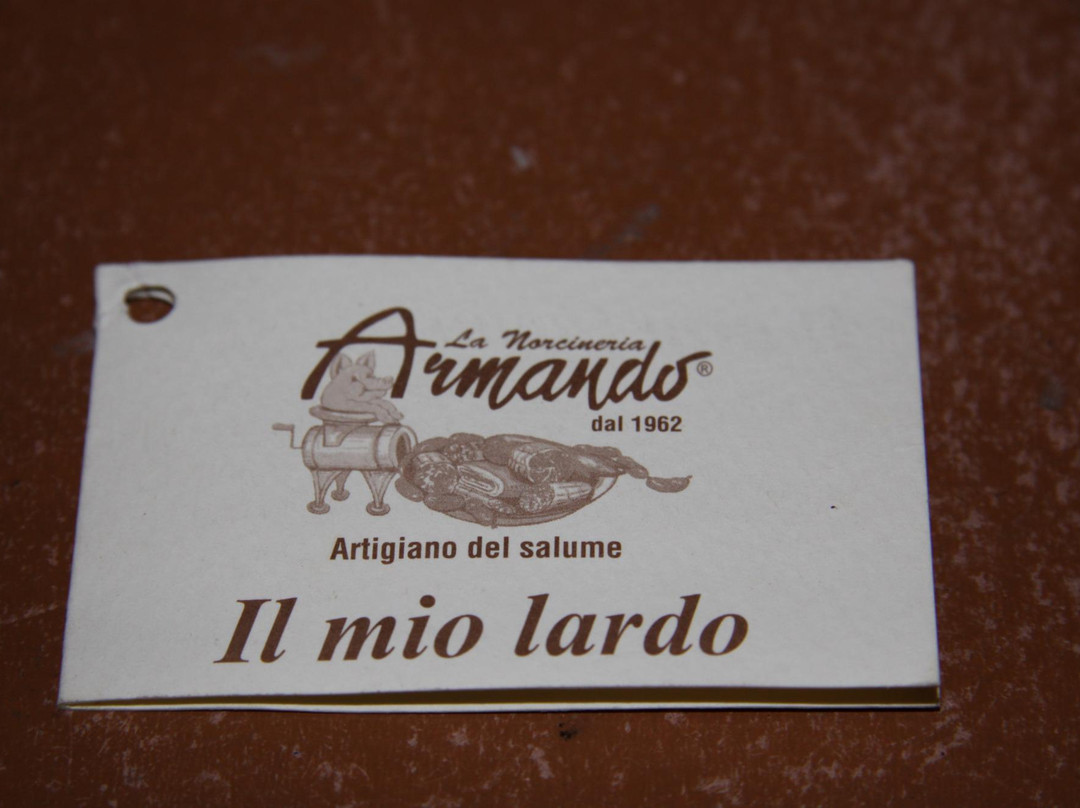 La Norcineria
Armando®
dal 1962
Artigiano del salume
Il mio lardo